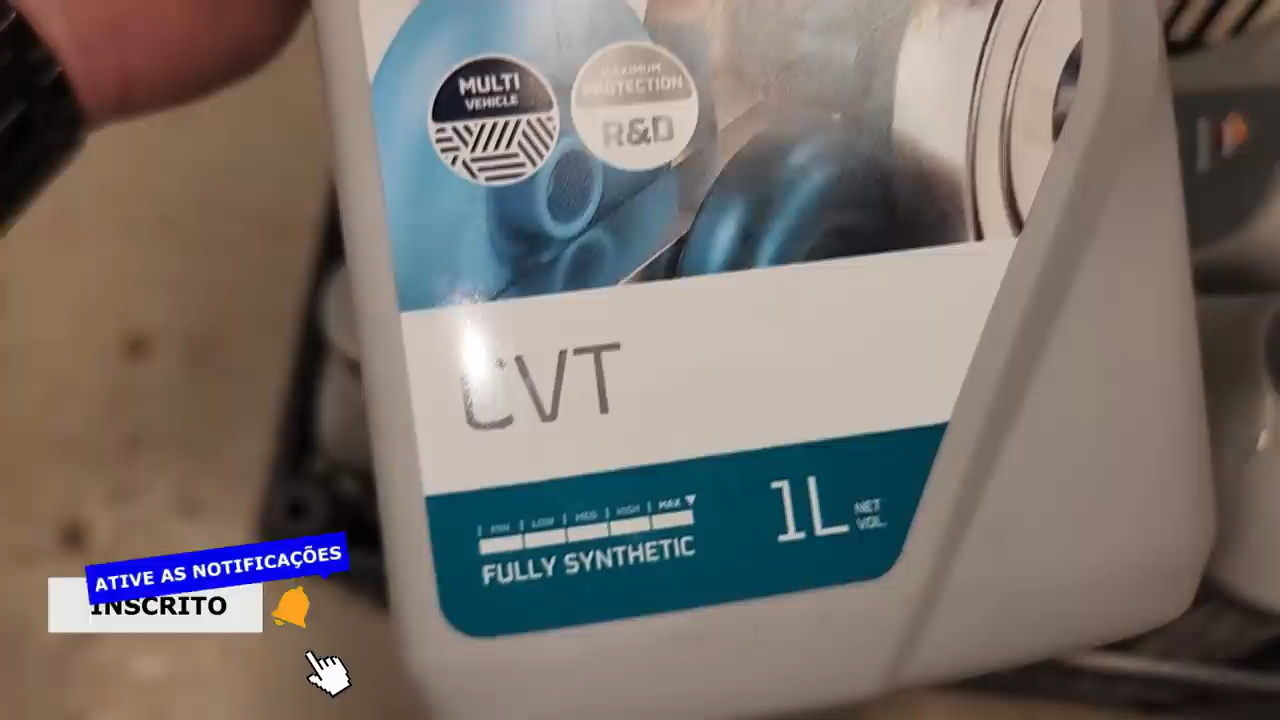 MULTI
VEHICLE
MAXIMUM
PROTECTION
R&D
CVT
MIN | LOW | MED | HIGH | MAX
FULLY SYNTHETIC
1L NET
VOL.
ATIVE AS NOTIFICAÇÕES
INSCRITO